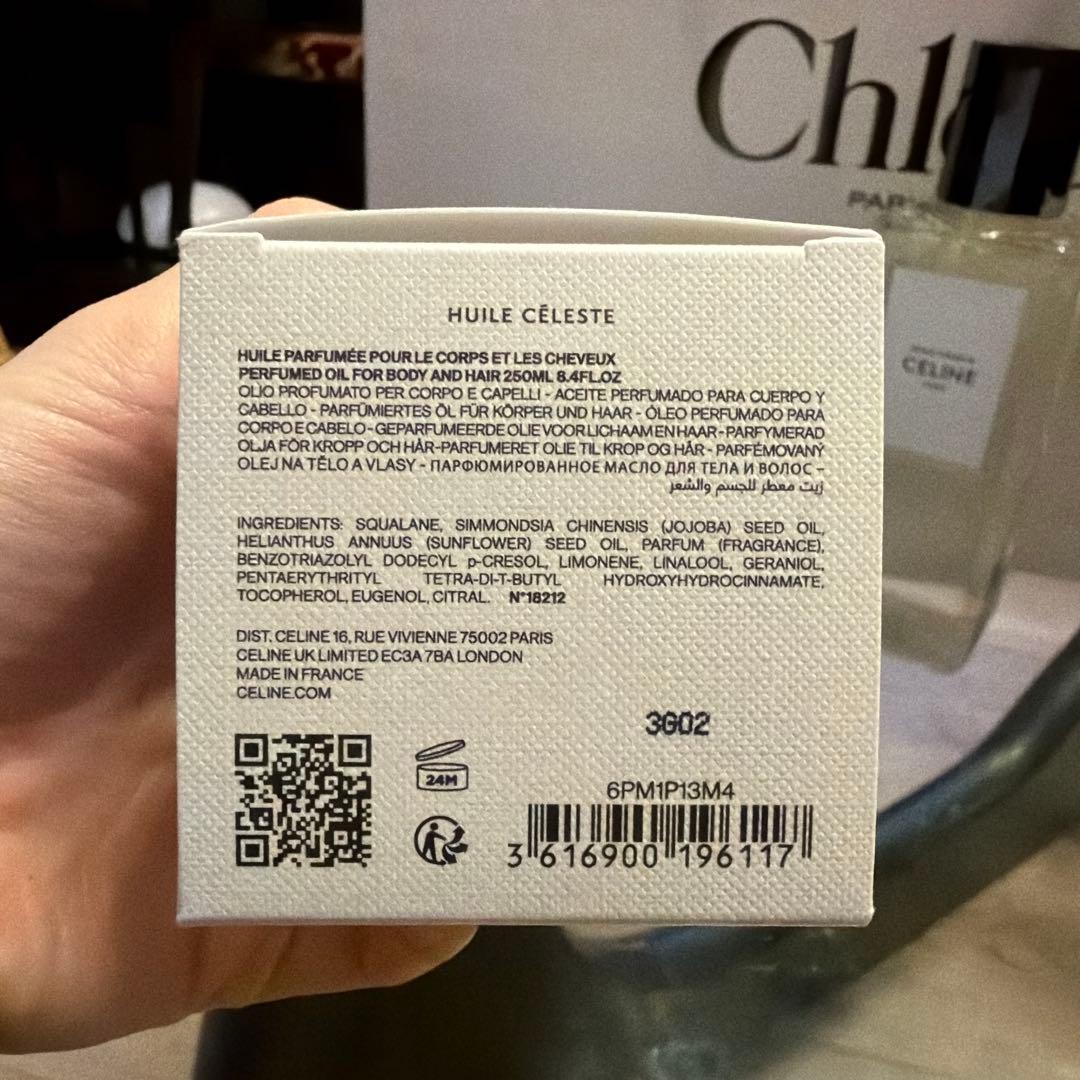 Chl
HUILE CÉLESTE
HUILE PARFUMÉE POUR LE CORPS ET LES CHEVEUX
PERFUMED OIL FOR BODY AND HAIR 250ML 8.4FL.OZ
OLIO PROFUMATO PER CORPO E CAPELLI - ACEITE PERFUMADO PARA CUERPO Y
CABELLO - PARFÜMIERTES ÖL FÜR KÖRPER UND HAAR - ÓLEO PERFUMADO PARA
CORPO E CABELO - GEPARFUMEERDE OLIE VOOR LICHAAM EN HAAR - PARFYMERAD
OLJA FÖR KROPP OCH HÅR - PARFUMERET OLIE TIL KROP OG HÅR - PARFÉMOVANÝ
OLEJ NA TĚLO A VLASY - ПАРФЮМИРОВАННОЕ МАСЛО ДЛЯ ТЕЛА И ВОЛОС –
زيت معطر للجسم والشعر
INGREDIENTS: SQUALANE, SIMMONDSIA CHINENSIS (JOJOBA) SEED OIL,
HELIANTHUS ANNUUS (SUNFLOWER) SEED OIL, PARFUM (FRAGRANCE),
BENZOTRIAZOLYL DODECYL p-CRESOL, LIMONENE, LINALOOL, GERANIOL,
PENTAERYTHRITYL TETRA-DI-T-BUTYL HYDROXYHYDROCINNAMATE,
TOCOPHEROL, EUGENOL, CITRAL. N°18212
DIST. CELINE 16, RUE VIVIENNE 75002 PARIS
CELINE UK LIMITED EC3A 7BA LONDON
MADE IN FRANCE
CELINE.COM
3G02
24M
6PM1P13M4
3 616900 196117
CELINE